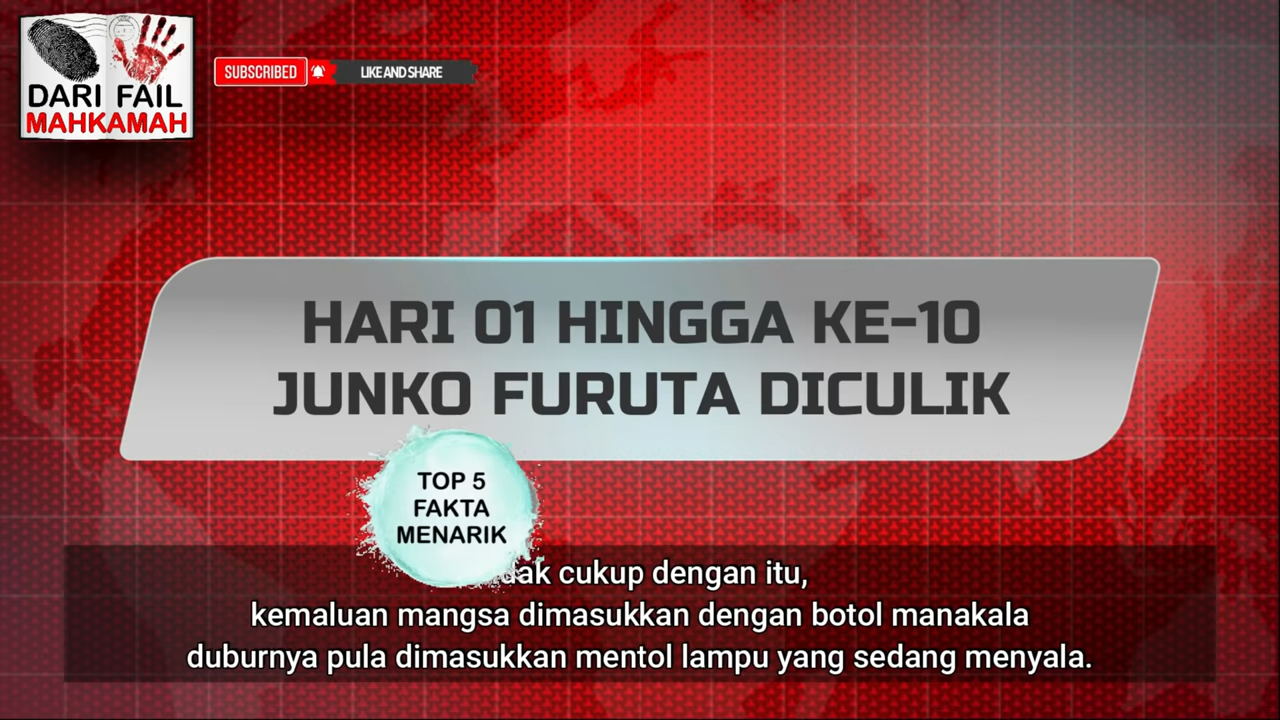 DARI FAIL
MAHKAMAH
SUBSCRIBED
LIKE AND SHARE
HARI 01 HINGGA KE-10
JUNKO FURUTA DICULIK
TOP 5
FAKTA
MENARIK
cukup dengan itu,
kemaluan mangsa dimasukkan dengan botol manakala
duburnya pula dimasukkan mentol lampu yang sedang menyala.